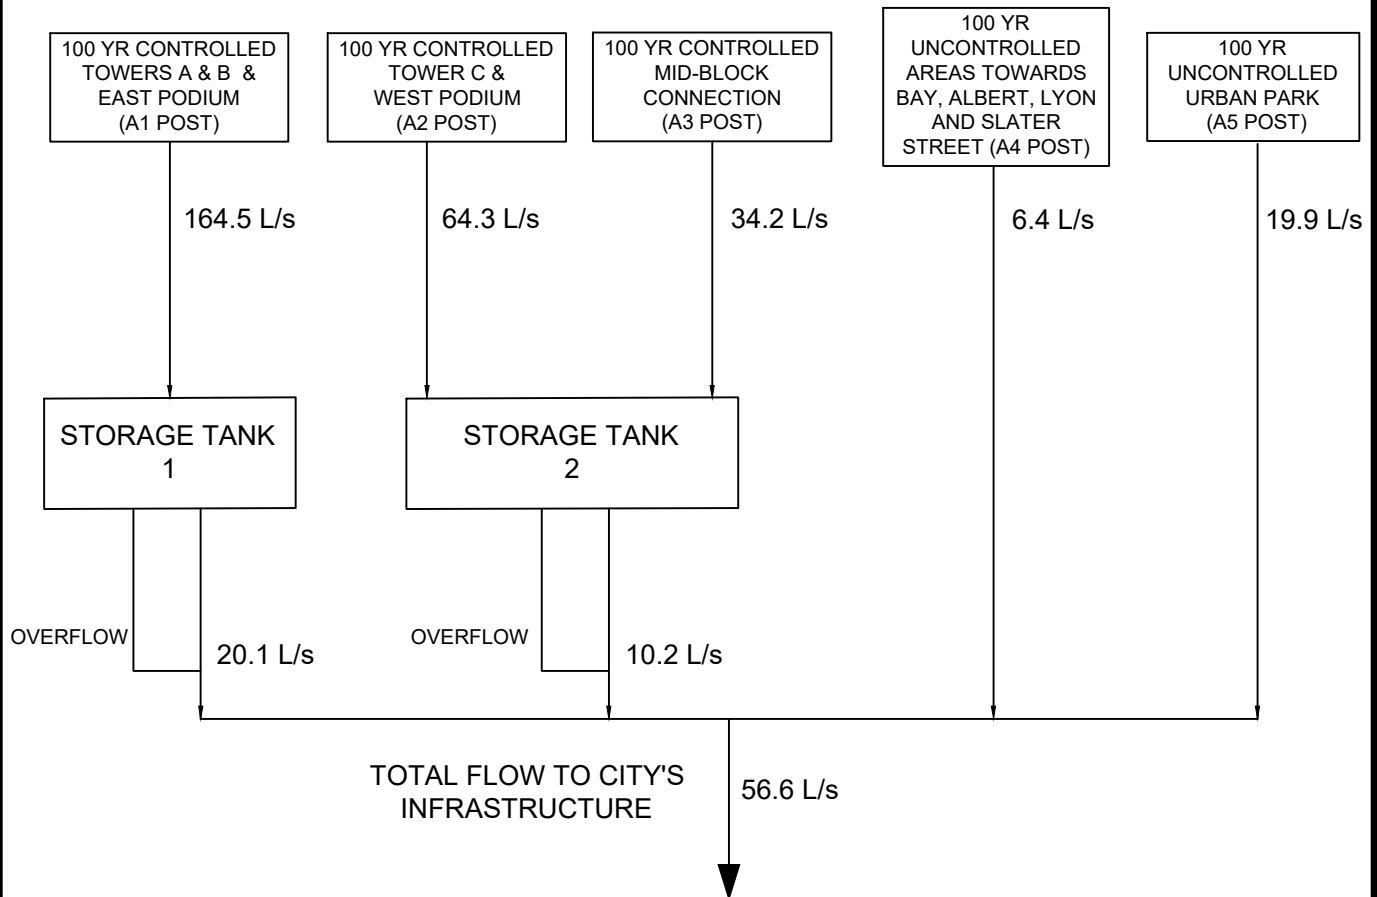 100 YR CONTROLLED
TOWERS A & B & 
EAST PODIUM
(A1 POST)
100 YR CONTROLLED
TOWER C &
WEST PODIUM
(A2 POST)
100 YR CONTROLLED
MID-BLOCK
CONNECTION
(A3 POST)
100 YR
UNCONTROLLED
AREAS TOWARDS
BAY, ALBERT, LYON
AND SLATER
STREET (A4 POST)
100 YR
UNCONTROLLED
URBAN PARK
(A5 POST)
164.5 L/s
64.3 L/s
34.2 L/s
6.4 L/s
19.9 L/s
STORAGE TANK
1
STORAGE TANK
2
OVERFLOW
20.1 L/s
OVERFLOW
10.2 L/s
TOTAL FLOW TO CITY'S
INFRASTRUCTURE
56.6 L/s